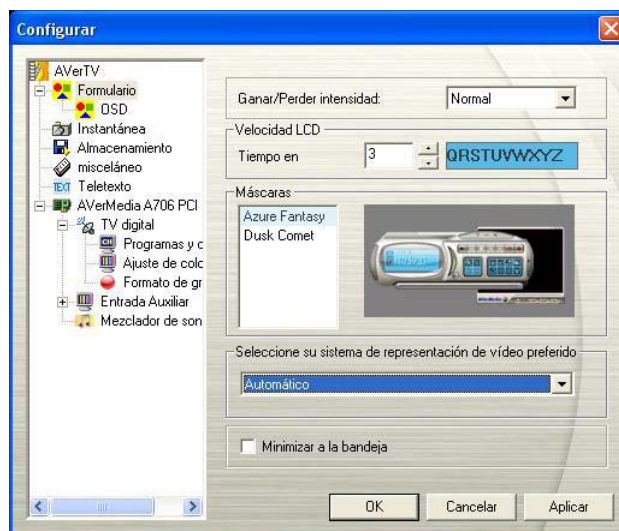 Configurar
AVerTV
Formulario
OSD
Instantánea
Almacenamiento
misceláneo
TEXT Teletexto
AVerMedia A706 PCI
TV digital
Programas y c
Ajuste de colo
Formato de gr
Entrada Auxiliar
Mezclador de son
Ganar/Perder intensidad:
Normal
Velocidad LCD
Tiempo en
3
QRSTUVWXYZ
Máscaras
Azure Fantasy
Dusk Comet
Seleccione su sistema de representación de vídeo preferido
Automático
Minimizar a la bandeja
OK
Cancelar
Aplicar